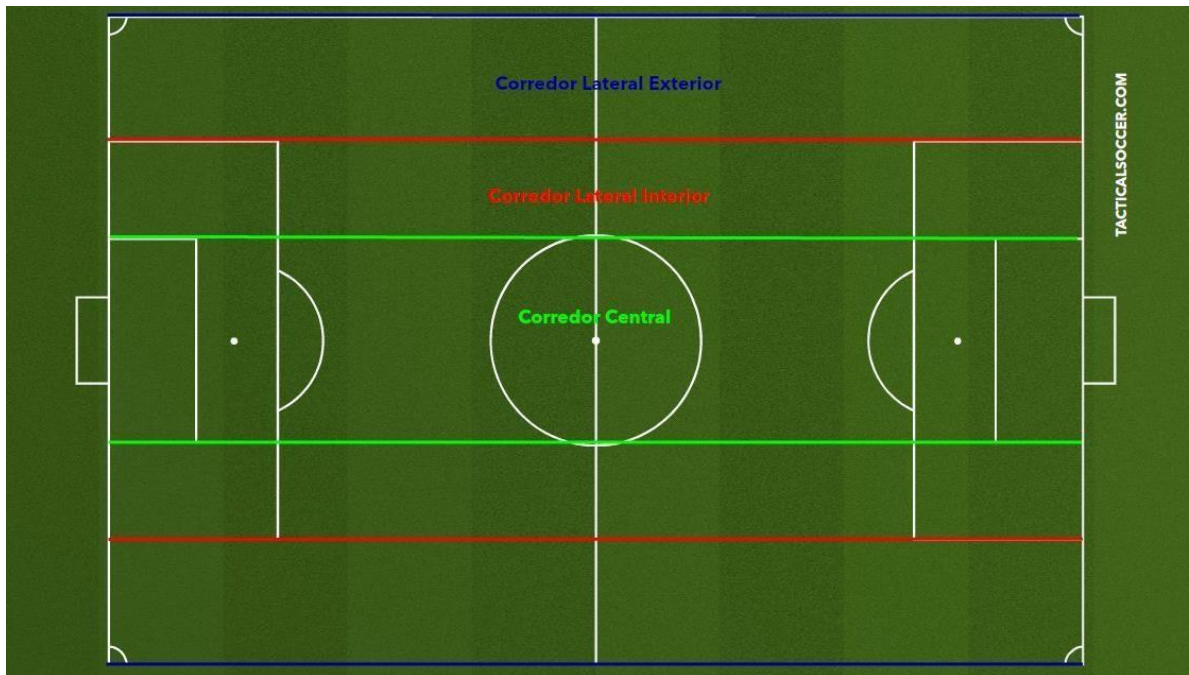 Corredor Lateral Exterior
TACTICALSOCCER.COM
Corredor Lateral Interior
Corredor Central